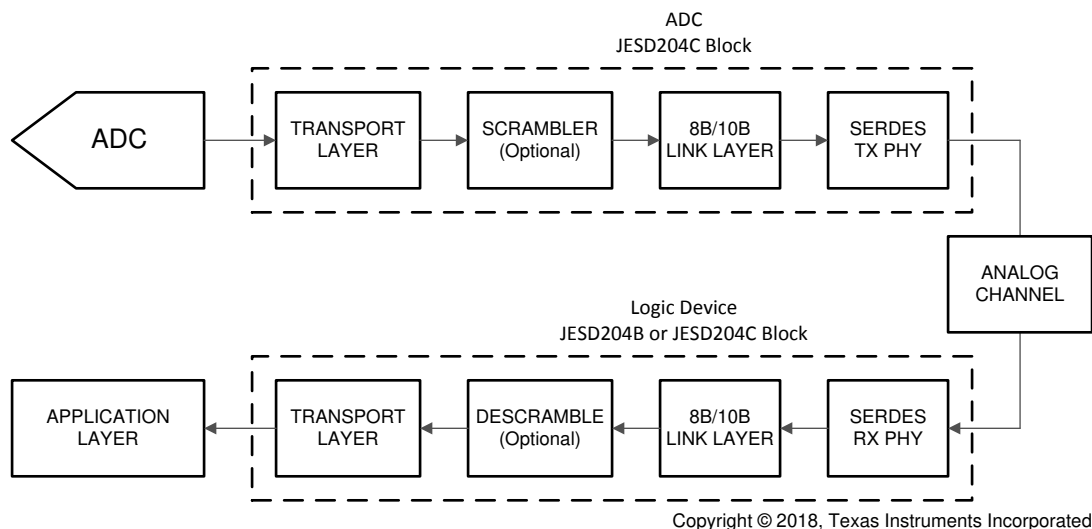 ADC
JESD204C Block
ADC
TRANSPORT
LAYER
SCRAMBLER
(Optional)
8B/10B
LINK LAYER
SERDES
TX PHY
ANALOG
CHANNEL
Logic Device
JESD204B or JESD204C Block
APPLICATION
LAYER
TRANSPORT
LAYER
DESCRAMBLE
(Optional)
8B/10B
LINK LAYER
SERDES
RX PHY
Copyright © 2018, Texas Instruments Incorporated